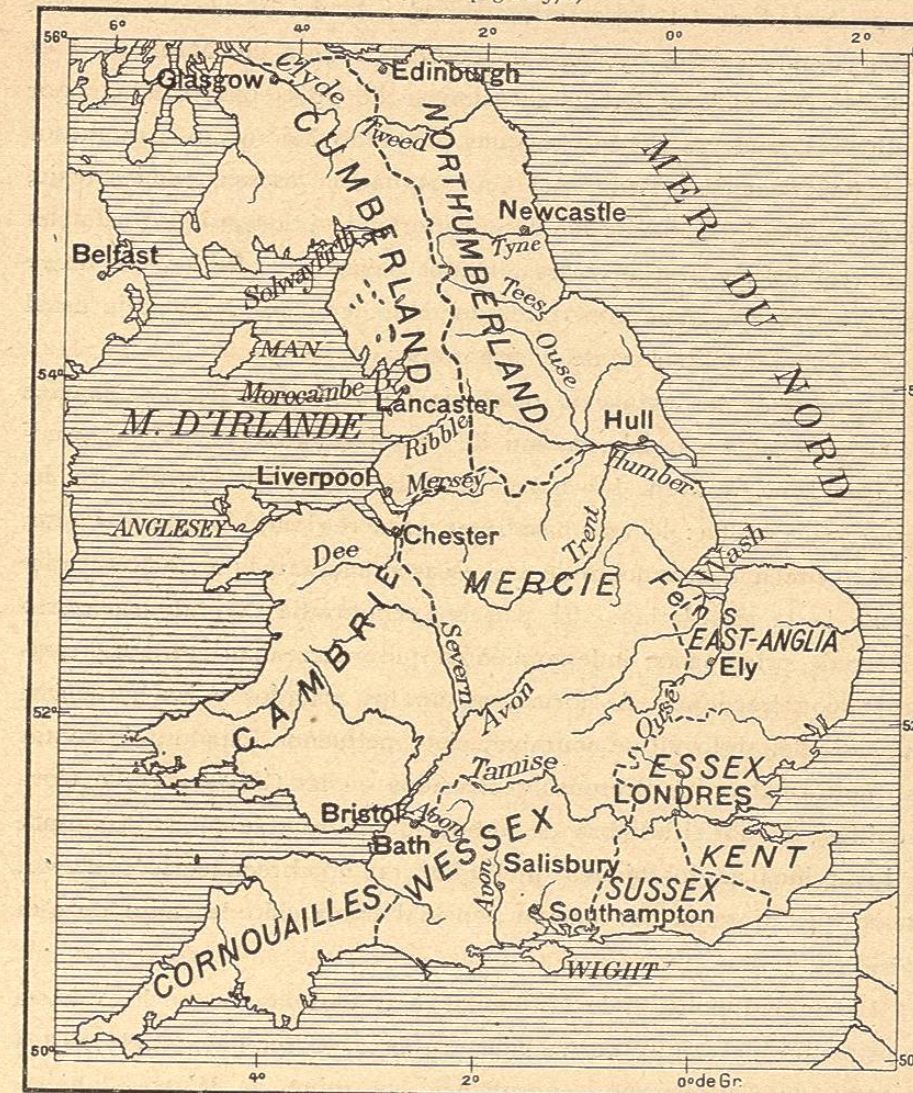 6°
2°
0°
2°
56°
Glasgow
Clyde
Edinburgh
CUMBERLAND
Tweed
NORTHUMBERLAND
MER DU NORD
Newcastle
Tyne
Belfast
Solway Firth
Tees
Ouse
MAN
54°
Morocambe B.
Lancaster
M. D'IRLANDE
Ribble
Hull
Humber
Liverpool
Mersey
ANGLESEY
Chester
Trent
Dee
Wash
MERCIE
Fens
EAST-ANGLIA
Ely
CAMBRIE
Severn
52°
Avon
Ouse
Tamise
ESSEX
LONDRES
Bristol
Avon
Bath
WESSEX
KENT
Avon
Salisbury
SUSSEX
Southampton
CORNOUAILLES
WIGHT
50°
50
4°
2°
0° de Gr.